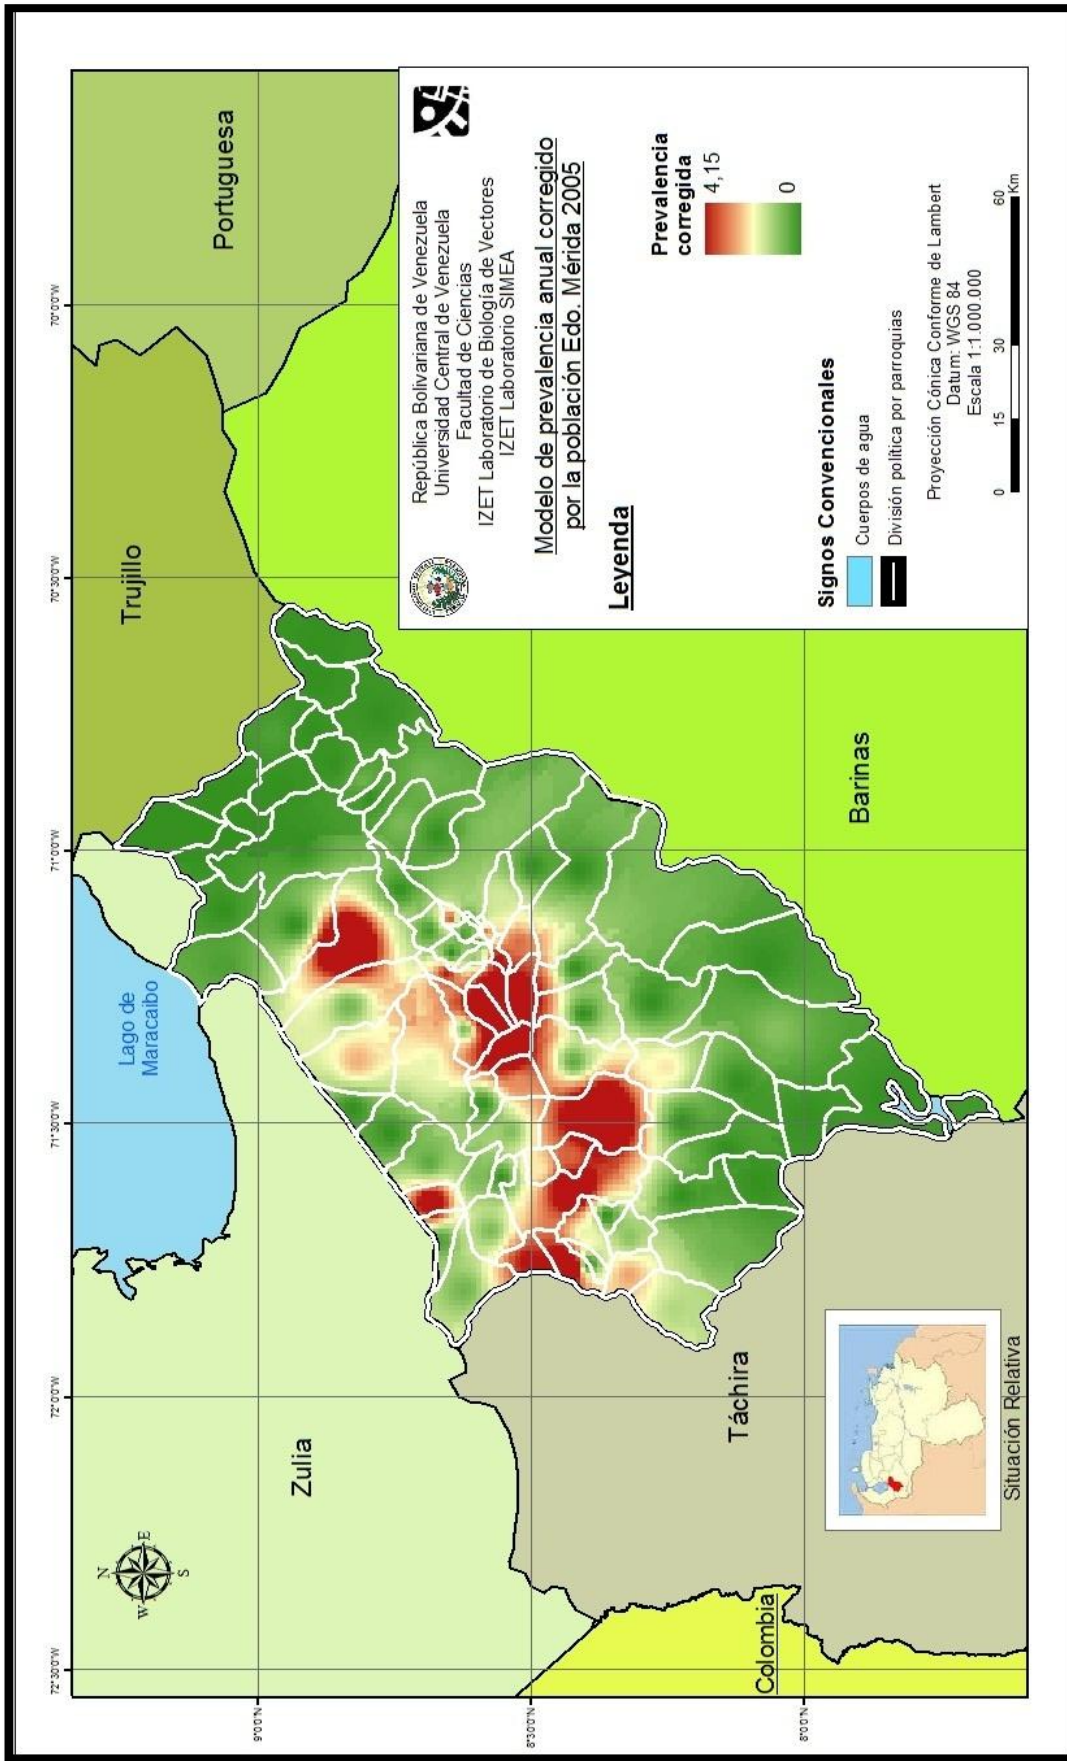 72°30'0"W
72°0'0"W
71°30'0"W
71°0'0"W
70°30'0"W
70°0'0"W
9°0'0"N
8°30'0"N
8°0'0"N
N
W
E
S
Zulia
Lago de
Maracaibo
Trujillo
Portuguesa
Táchira
Barinas
Colombia
Situación Relativa
República Bolivariana de Venezuela
Universidad Central de Venezuela
Facultad de Ciencias
IZET Laboratorio de Biología de Vectores
IZET Laboratorio SIMEA
Modelo de prevalencia anual corregido
por la población Edo. Mérida 2005
Leyenda
Prevalencia
corregida
4,15
0
Signos Convencionales
Cuerpos de agua
División política por parroquias
Proyección Cónica Conforme de Lambert
Datum: WGS 84
Escala 1:1.000.000
0 15 30 60
Km